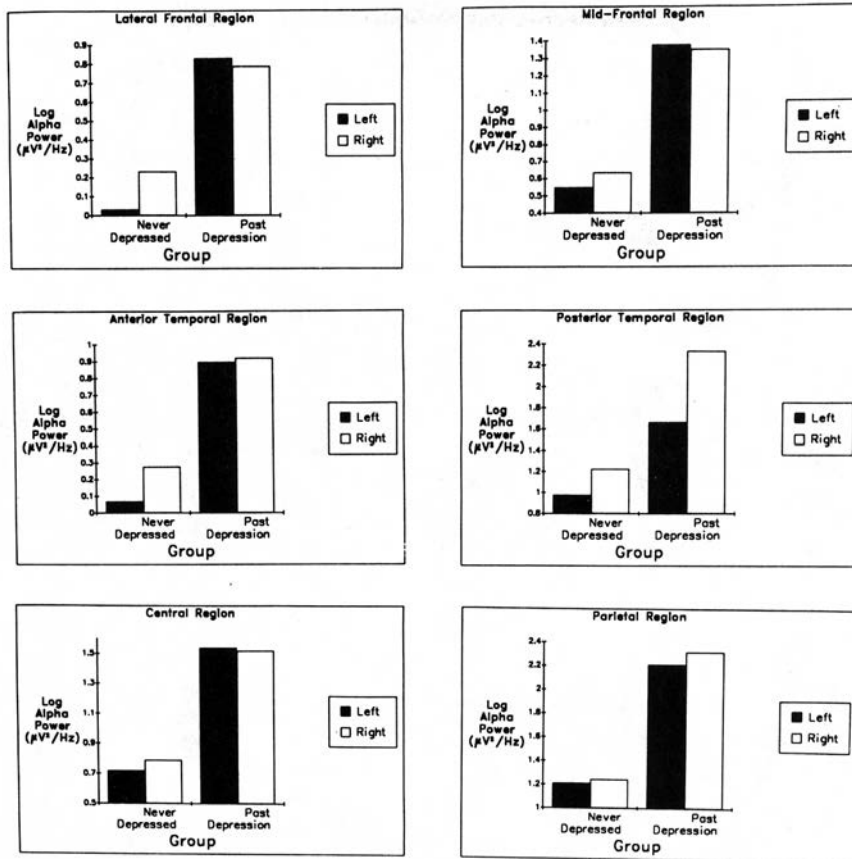 Lateral Frontal Region
0.9
0.8
0.7
0.6
0.5
0.4
0.3
0.2
0.1
0
Log
Alpha
Power
(μV²/Hz)
Left
Right
Never
Depressed
Past
Depression
Group
Mid-Frontal Region
1.4
1.3
1.2
1.1
1
0.9
0.8
0.7
0.6
0.5
0.4
Log
Alpha
Power
(μV²/Hz)
Left
Right
Never
Depressed
Past
Depression
Group
Anterior Temporal Region
1
0.9
0.8
0.7
0.6
0.5
0.4
0.3
0.2
0.1
0
Log
Alpha
Power
(μV²/Hz)
Left
Right
Never
Depressed
Past
Depression
Group
Posterior Temporal Region
2.4
2.2
2
1.8
1.6
1.4
1.2
1
0.8
Log
Alpha
Power
(μV²/Hz)
Left
Right
Never
Depressed
Past
Depression
Group
Central Region
1.5
1.3
1.1
0.9
0.7
0.5
Log
Alpha
Power
(μV²/Hz)
Left
Right
Never
Depressed
Past
Depression
Group
Parietal Region
2.4
2.2
2
1.8
1.6
1.4
1.2
1
Log
Alpha
Power
(μV²/Hz)
Left
Right
Never
Depressed
Past
Depression
Group